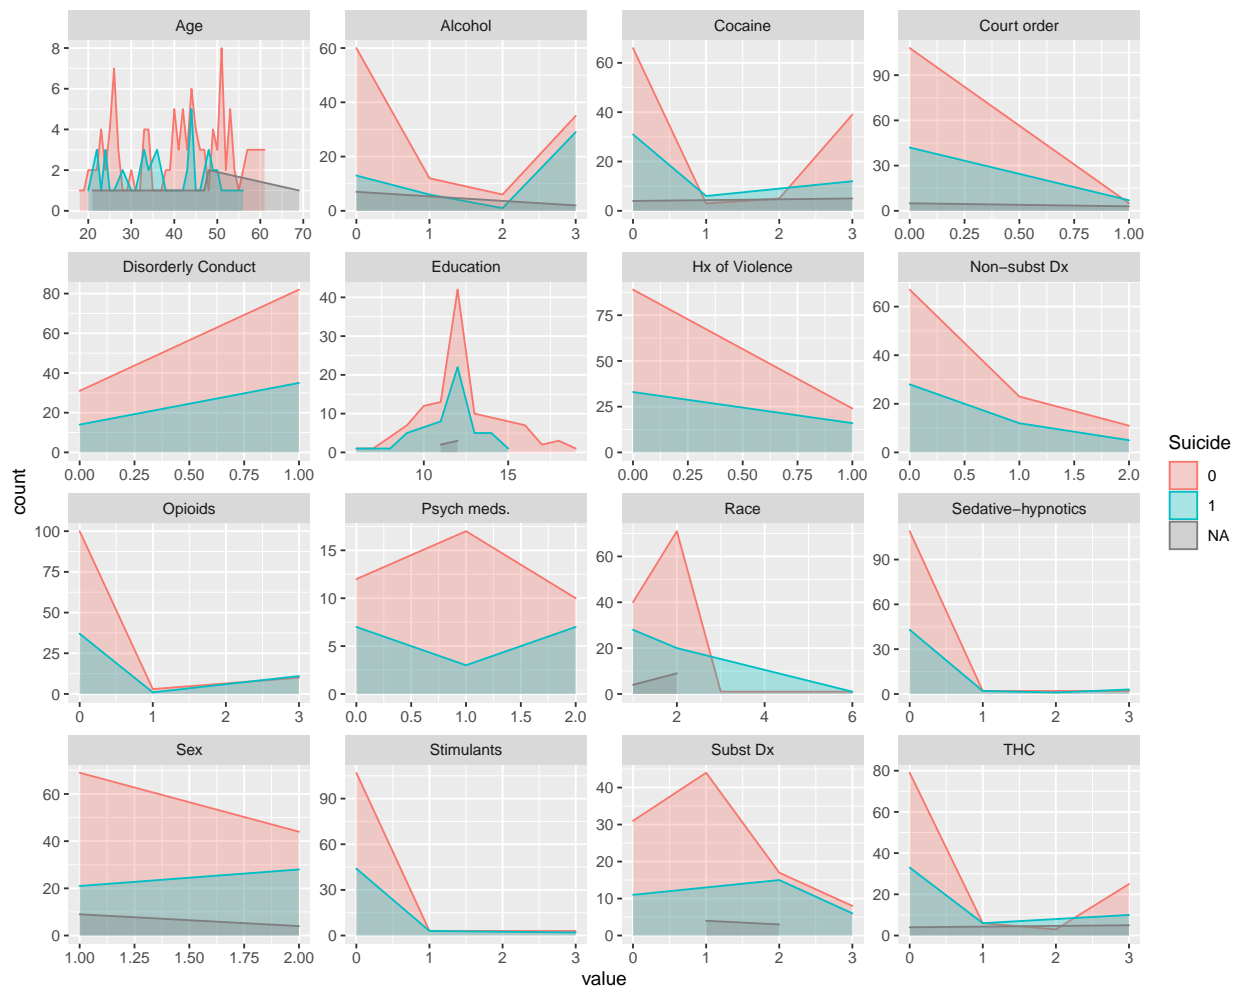 Age Alcohol Cocaine Court order
8 60 60 90
6 40 40 60
4 20 20 30
2 0 0 0
0
20 30 40 50 60 70 0 1 2 3 0 1 2 3 0.00 0.25 0.50 0.75 1.00
Disorderly Conduct Education Hx of Violence Non−subst Dx
80 40 75 60
60 30 50 40
40 20 25 20
20 10 0 0
0 0
0.00 0.25 0.50 0.75 1.00 10 15 0.00 0.25 0.50 0.75 1.00 0.0 0.5 1.0 1.5 2.0
Opioids Psych meds. Race Sedative−hypnotics
100 15 60 90
75 10 40 60
50 5 20 30
25 0 0 0
0
0 1 2 3 0.0 0.5 1.0 1.5 2.0 2 4 6 0 1 2 3
Sex Stimulants Subst Dx THC
60 90 40 80
40 60 30 60
20 30 20 40
0 0 10 20
0 0
1.00 1.25 1.50 1.75 2.00 0 1 2 3 0 1 2 3 0 1 2 3
count
value
Suicide
0
1
NA